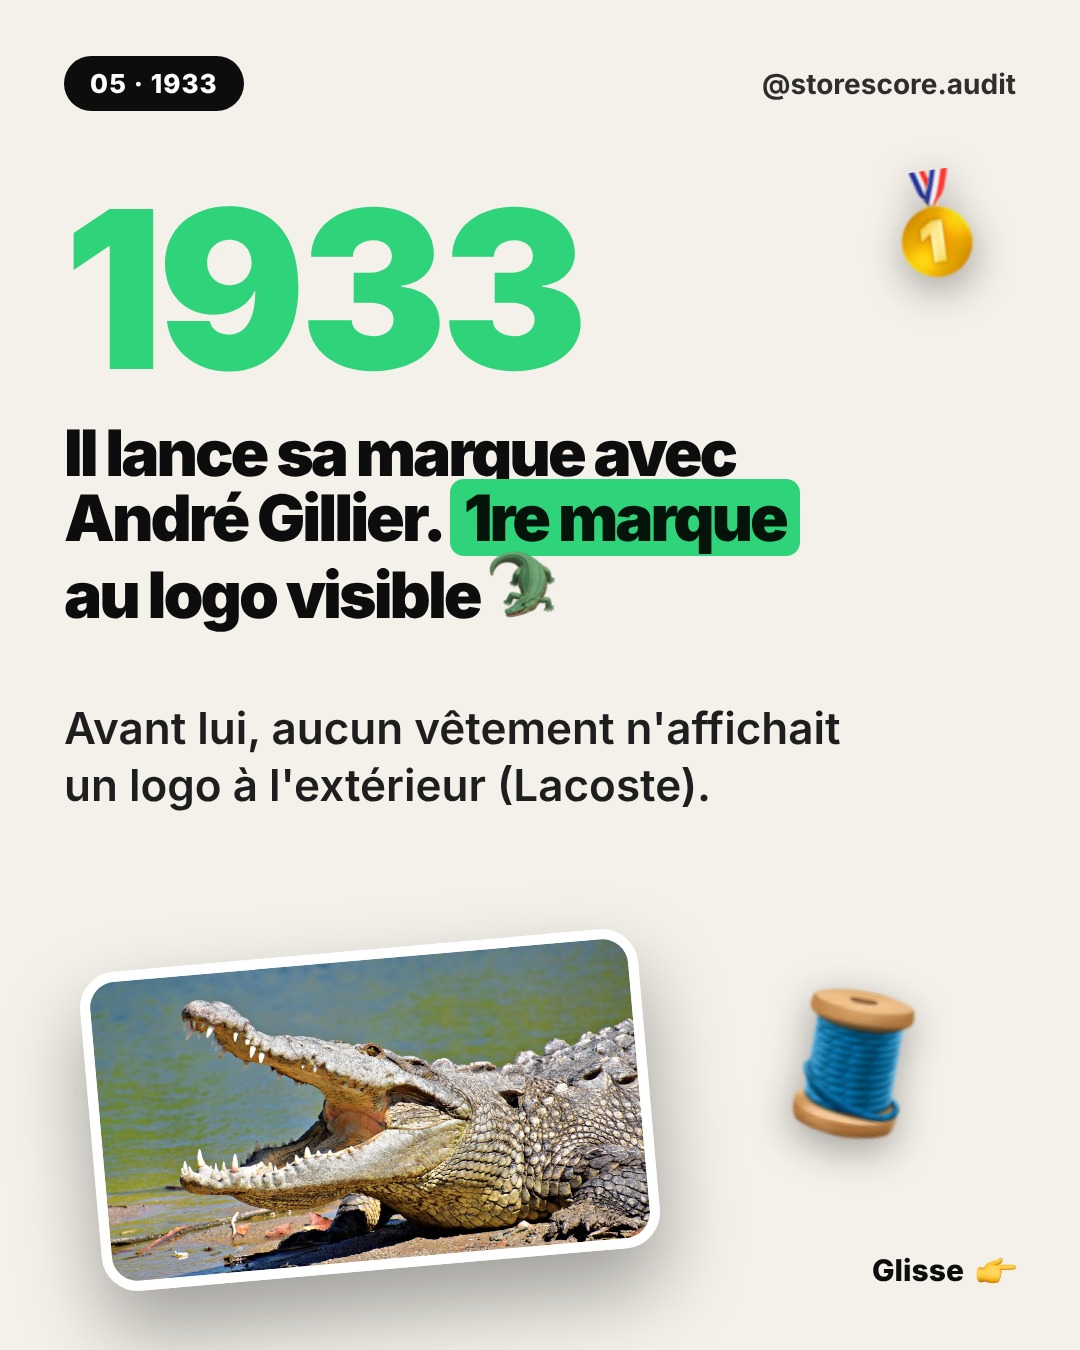 05 · 1933
@storescore.audit
1
1933
Il lance sa marque avec
André Gillier. 1re marque
au logo visible
Avant lui, aucun vêtement n'affichait
un logo à l'extérieur (Lacoste).
Glisse